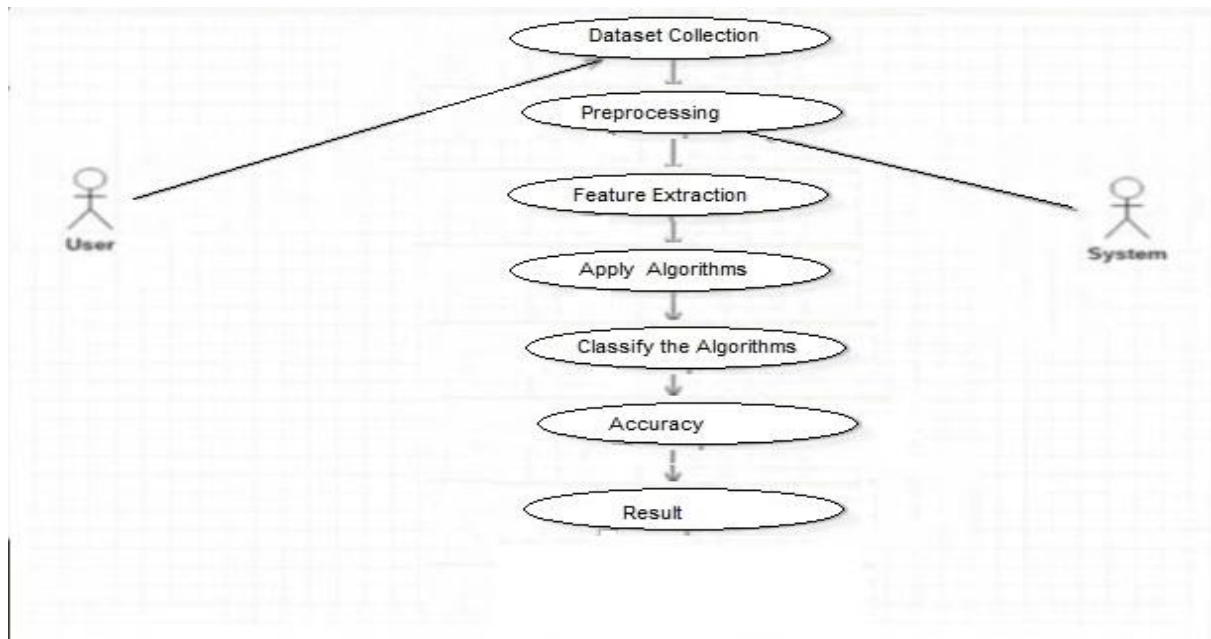 Dataset Collection
Preprocessing
Feature Extraction
User
System
Apply Algorithms
Classify the Algorithms
Accuracy
Result